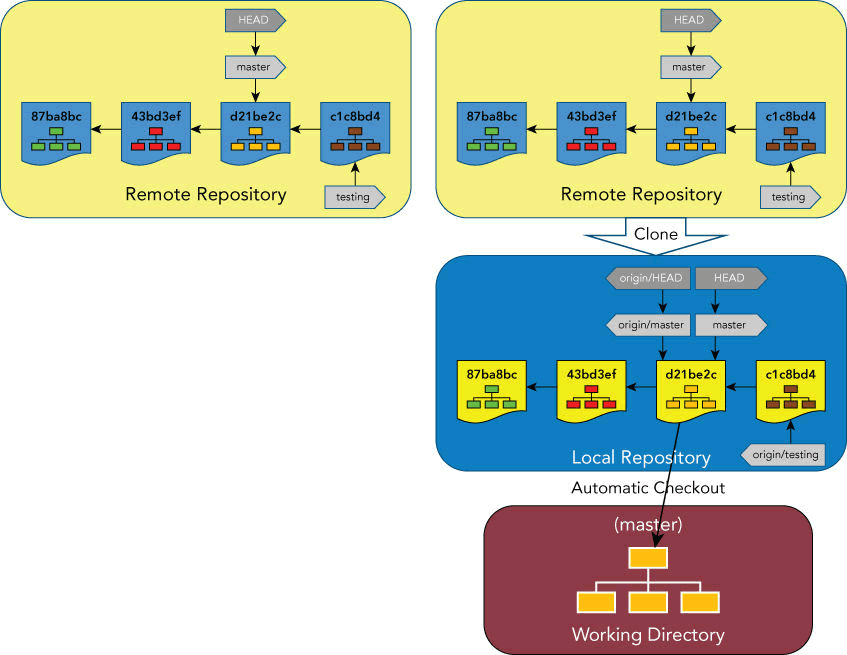 HEAD
master
87ba8bc 43bd3ef d21be2c c1c8bd4
Remote Repository
testing
HEAD
master
87ba8bc 43bd3ef d21be2c c1c8bd4
Remote Repository
testing
Clone
origin/HEAD HEAD
origin/master master
87ba8bc 43bd3ef d21be2c c1c8bd4
Local Repository
origin/testing
Automatic Checkout
(master)
Working Directory